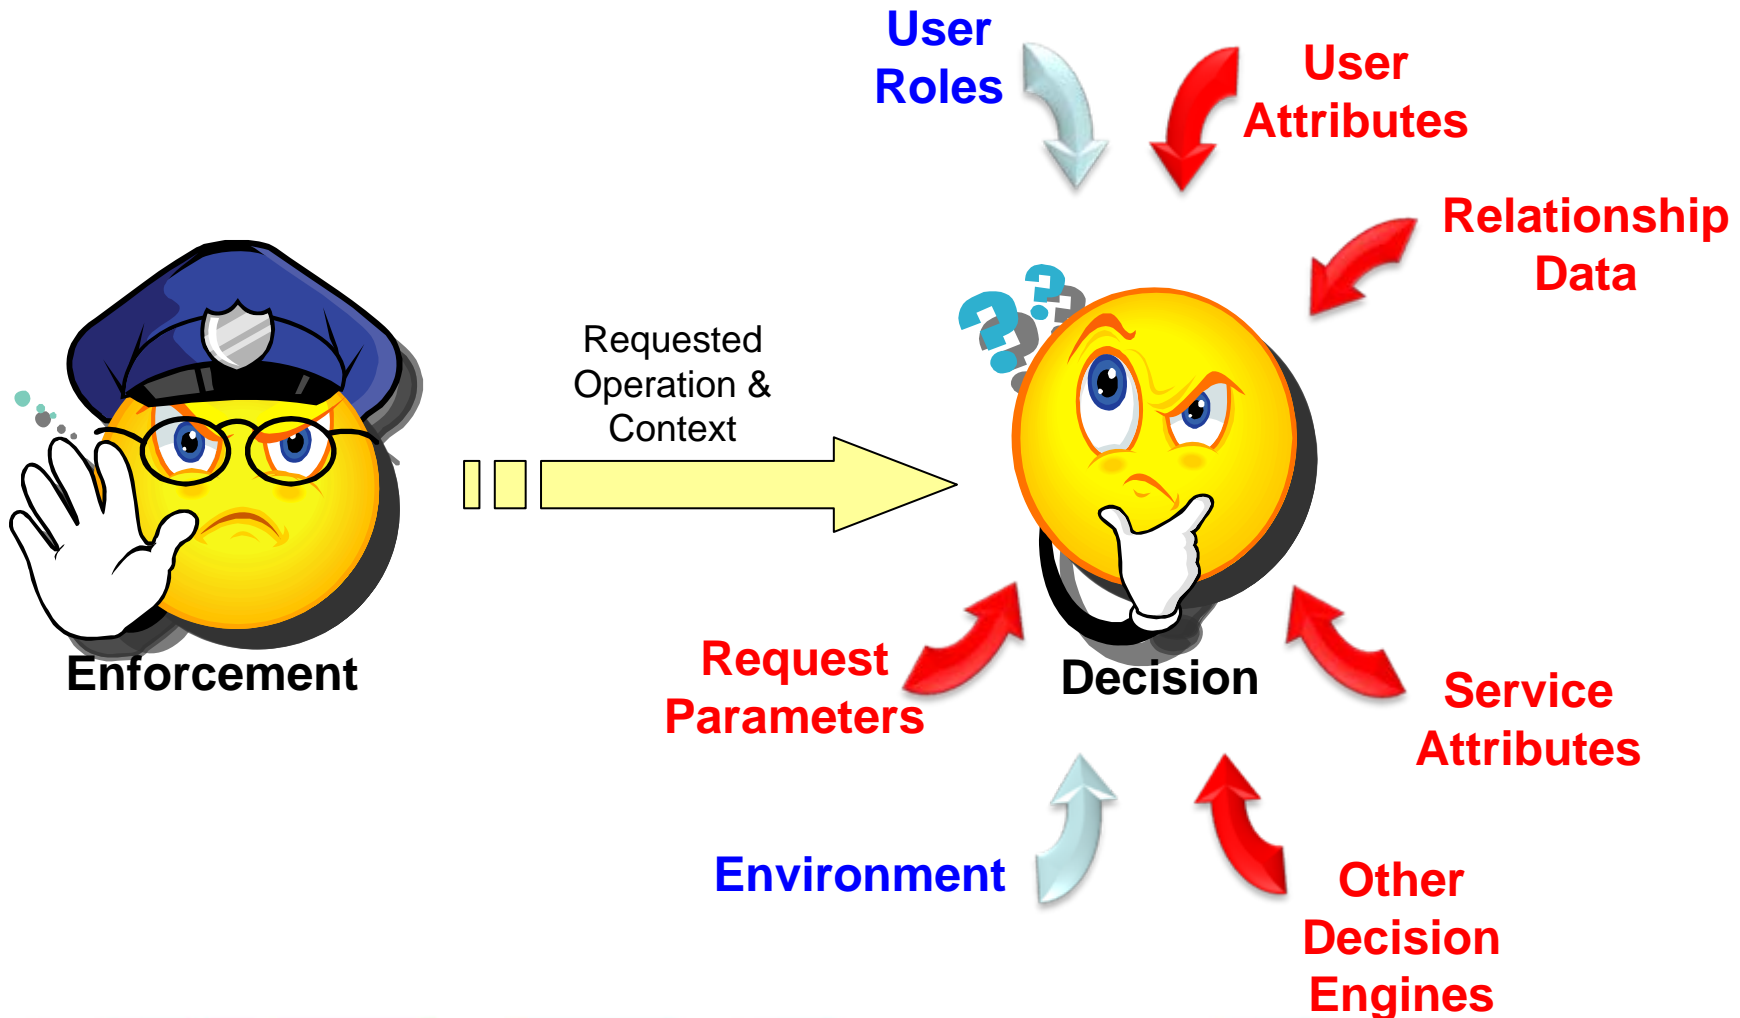 User
Roles
User
Attributes
Relationship
Data
Requested
Operation &
Context
Enforcement
Request
Parameters
Decision
Service
Attributes
Environment
Other
Decision
Engines